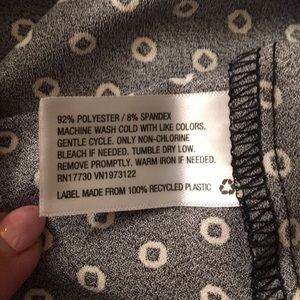 92% POLYESTER / 8% SPANDEX
MACHINE WASH COLD WITH LIKE COLORS.
GENTLE CYCLE. ONLY NON-CHLORINE
BLEACH IF NEEDED. TUMBLE DRY LOW.
REMOVE PROMPTLY. WARM IRON IF NEEDED.
RN17730 VN1973122
LABEL MADE FROM 100% RECYCLED PLASTIC